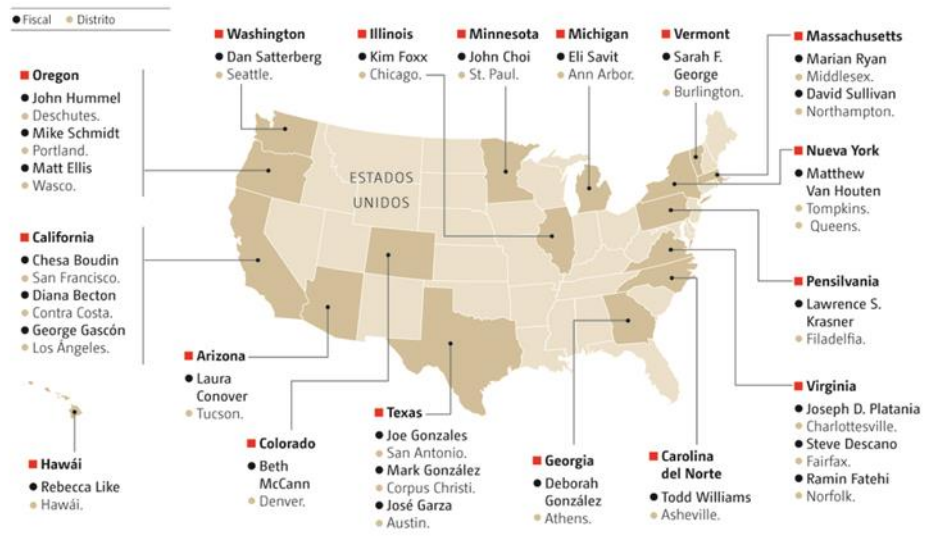 Fiscal Distrito
Oregon
John Hummel
Deschutes.
Mike Schmidt
Portland.
Matt Ellis
Wasco.
California
Chesa Boudin
San Francisco.
Diana Becton
Contra Costa.
George Gascón
Los Ángeles.
Hawái
Rebecca Like
Hawái.
Washington
Dan Satterberg
Seattle.
Illinois
Kim Foxx
Chicago.
Minnesota
John Choi
St. Paul.
Michigan
Eli Savit
Ann Arbor.
Vermont
Sarah F.
George
Burlington.
Massachusetts
Marian Ryan
Middlesex.
David Sullivan
Northampton.
Nueva York
Matthew
Van Houten
Tompkins.
Queens.
Pensilvania
Lawrence S.
Krasner
Filadelfia.
Virginia
Joseph D. Platania
Charlottesville.
Steve Descano
Fairfax.
Ramin Fatehi
Norfolk.
ESTADOS
UNIDOS
Arizona
Laura
Conover
Tucson.
Colorado
Beth
McCann
Denver.
Texas
Joe Gonzales
San Antonio.
Mark González
Corpus Christi.
José Garza
Austin.
Georgia
Deborah
González
Athens.
Carolina
del Norte
Todd Williams
Asheville.